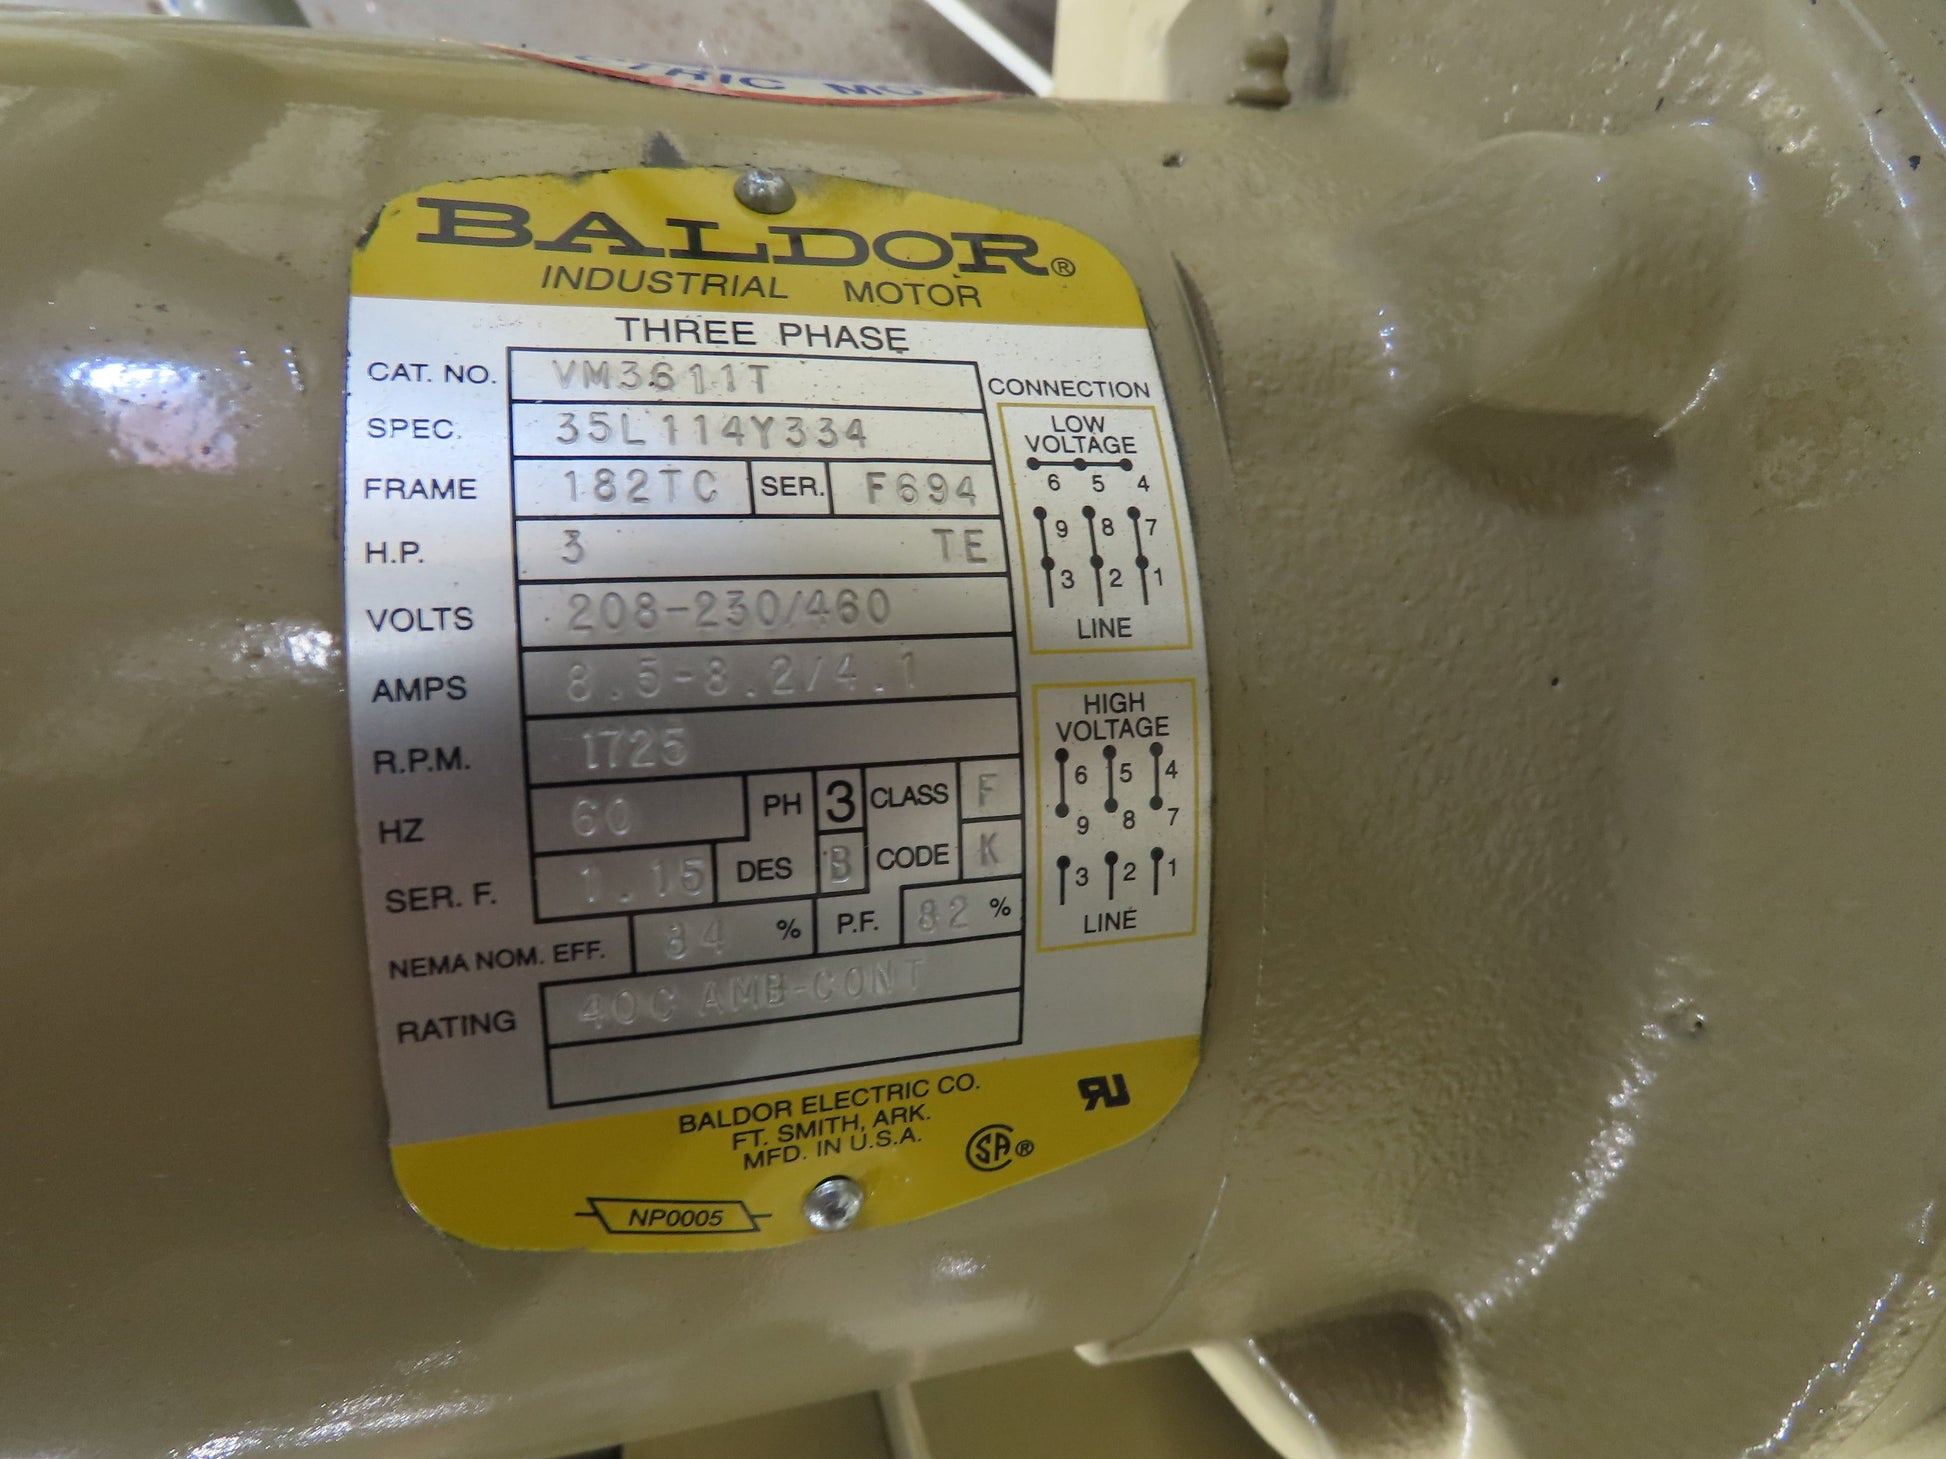 CTRIC MO
BALDOR®
INDUSTRIAL MOTOR
THREE PHASE
CAT. NO. VM3611T
SPEC. 35L114Y334
FRAME 182TC SER. F694
H.P. 3 TE
VOLTS 208-230/460
AMPS 8.5-8.2/4.1
R.P.M. 1725
HZ 60 PH 3 CLASS F
SER. F. 1.15 DES B CODE K
NEMA NOM. EFF. 84 % P.F. 82 %
RATING 40C AMB-CONT
CONNECTION
LOW
VOLTAGE
6 5 4
9 8 7
3 2 1
LINE
HIGH
VOLTAGE
6 5 4
9 8 7
3 2 1
LINE
BALDOR ELECTRIC CO.
FT. SMITH, ARK.
MFD. IN U.S.A.
SA®
RU
NP0005